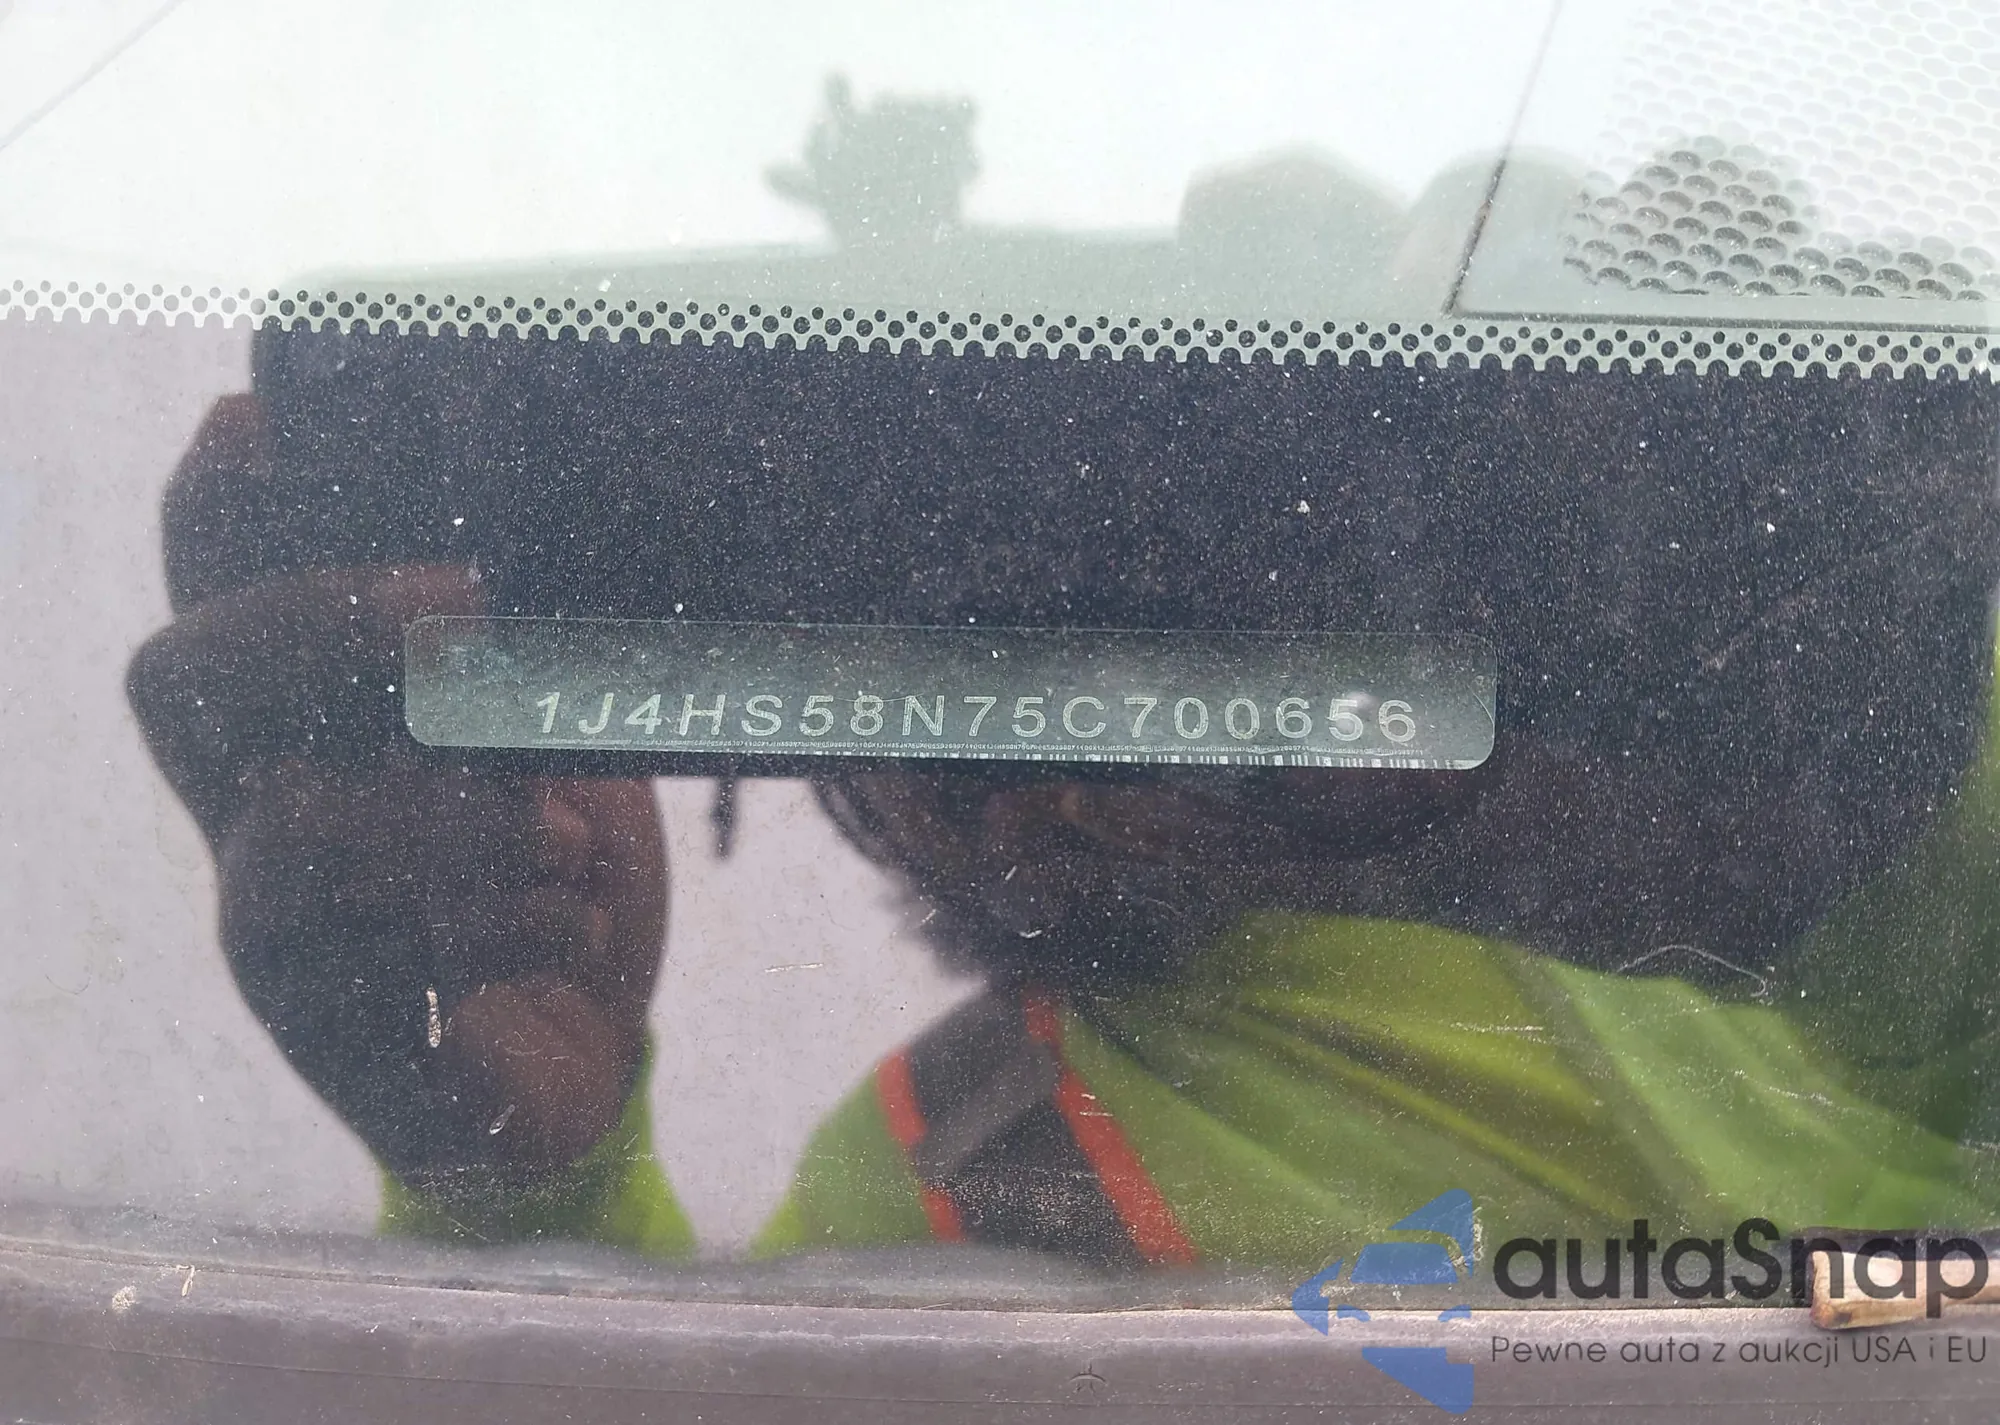 1J4HS58N75C700656
autaSnap
Pewne auta z aukcji USA i EU